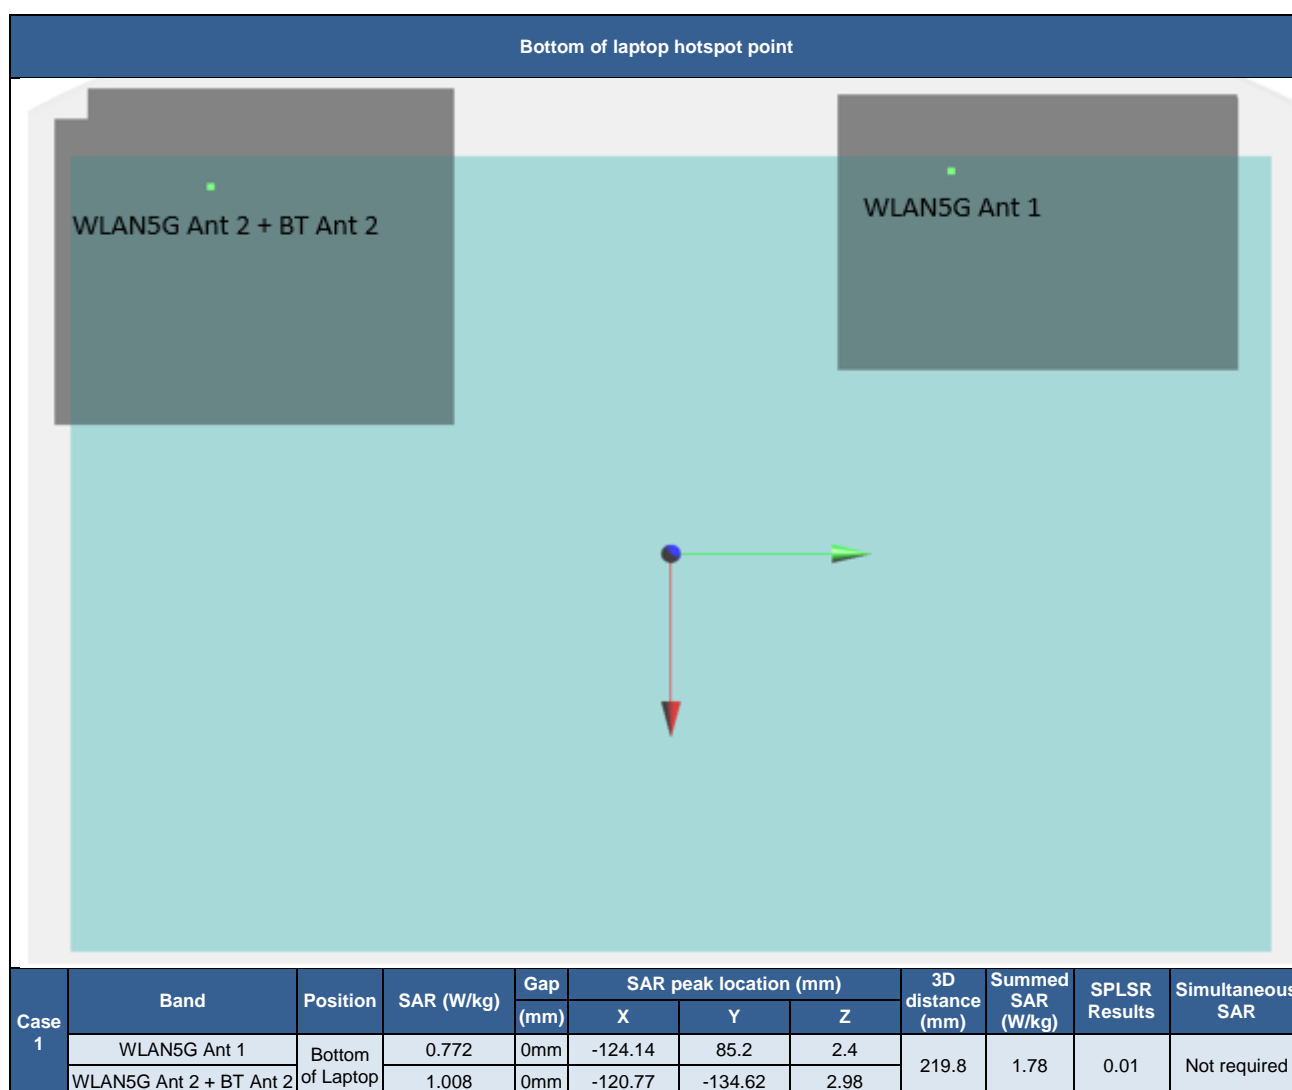 Bottom of laptop hotspot point
WLAN5G Ant 2 + BT Ant 2
WLAN5G Ant 1
Case 1 Band Position SAR (W/kg) Gap (mm) SAR peak location (mm) 3D distance (mm) Summed SAR (W/kg) SPLSR Results Simultaneous SAR
X Y Z
WLAN5G Ant 1 Bottom of Laptop 0.772 0mm -124.14 85.2 2.4 219.8 1.78 0.01 Not required
WLAN5G Ant 2 + BT Ant 2 1.008 0mm -120.77 -134.62 2.98